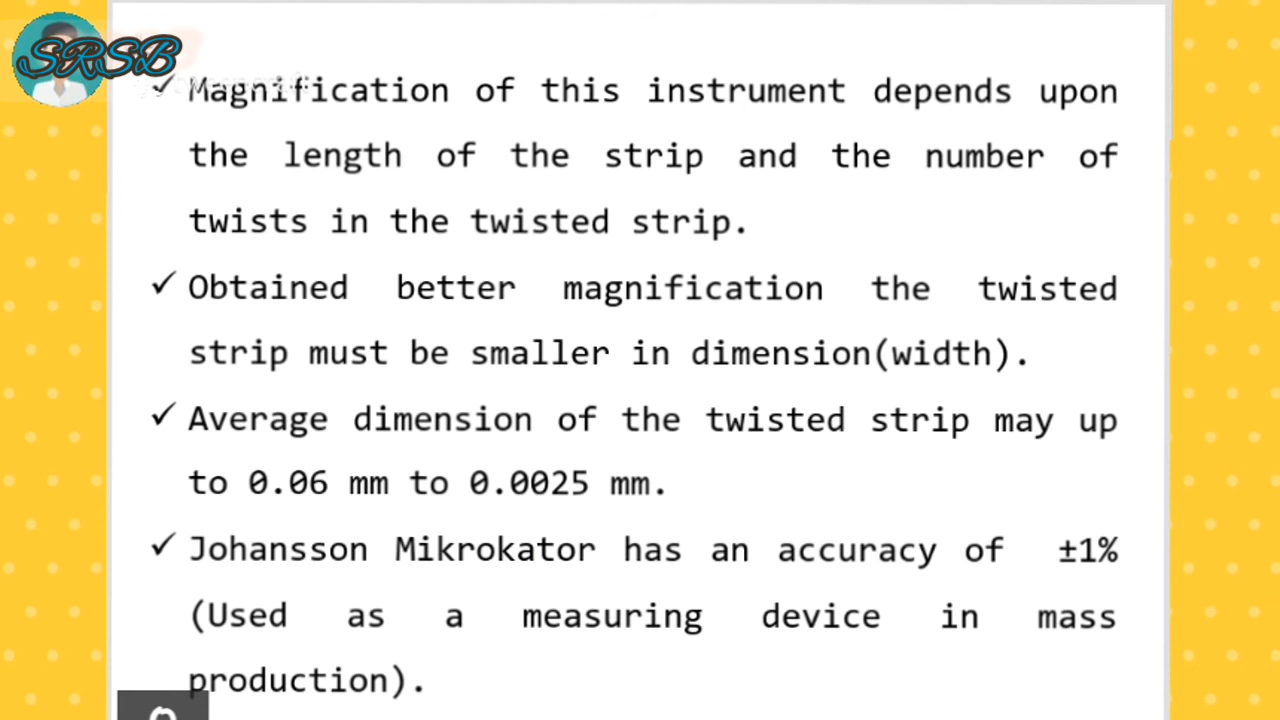 SRSB
✓ Magnification of this instrument depends upon
the length of the strip and the number of
twists in the twisted strip.
✓ Obtained better magnification the twisted
strip must be smaller in dimension(width).
✓ Average dimension of the twisted strip may up
to 0.06 mm to 0.0025 mm.
✓ Johansson Mikrokator has an accuracy of ±1%
(Used as a measuring device in mass
production).